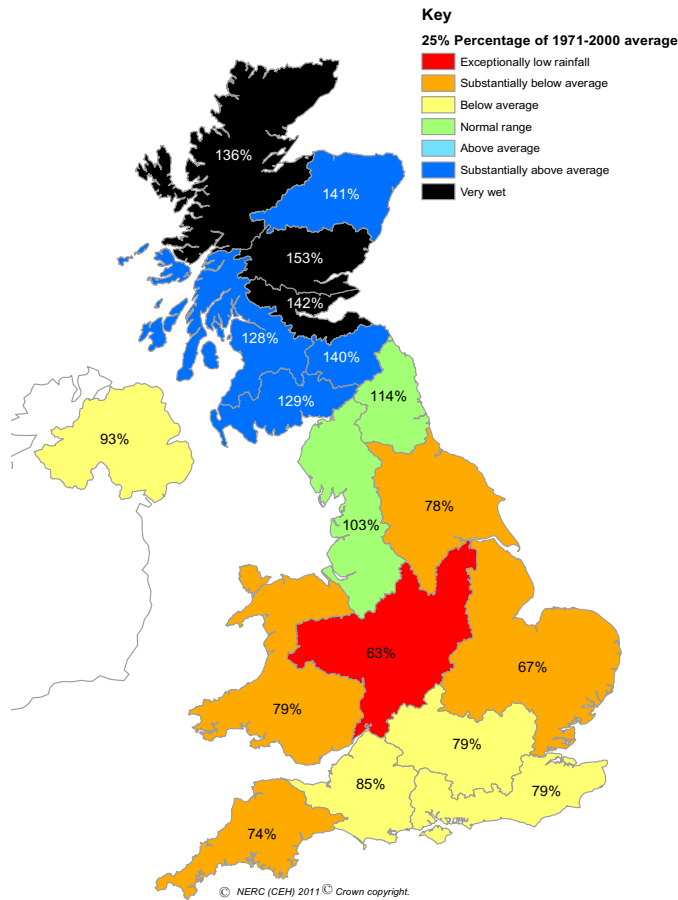 Key
25% Percentage of 1971-2000 average
Exceptionally low rainfall
Substantially below average
Below average
Normal range
Above average
Substantially above average
Very wet
136%
141%
153%
142%
128%
140%
129%
114%
93%
78%
103%
63%
67%
79%
79%
85%
79%
74%
© NERC (CEH) 2011 © Crown copyright.